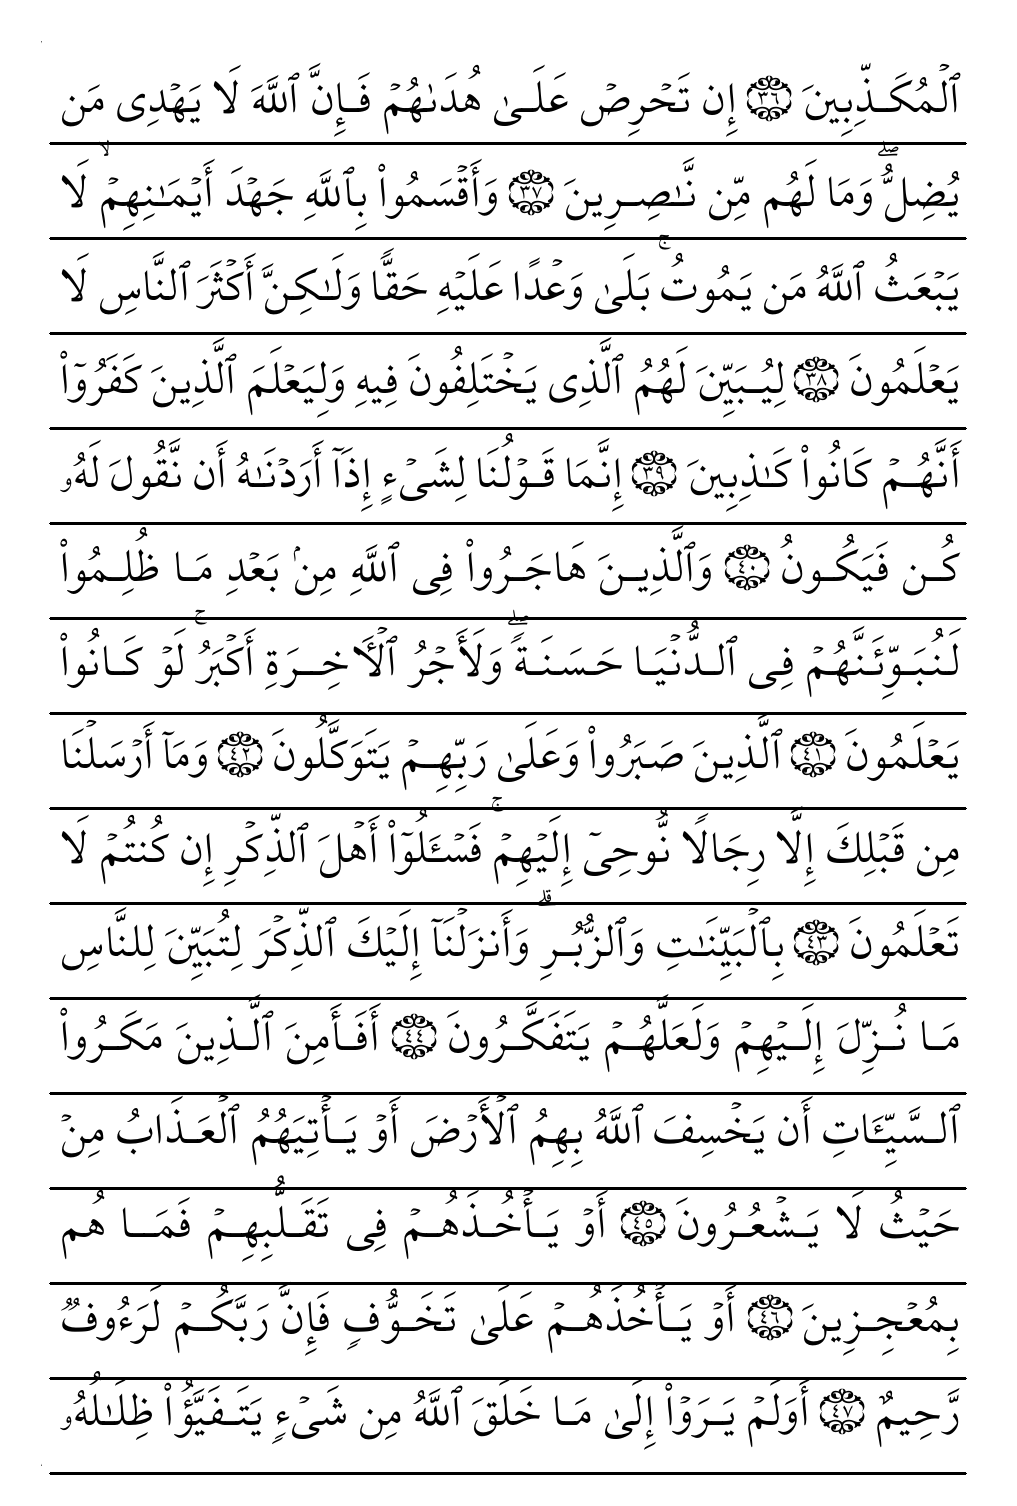 ٱلۡمُكَذِّبِينَ ٣٦ إِن تَحۡرِصۡ عَلَىٰ هُدَىٰهُمۡ فَإِنَّ ٱللَّهَ لَا يَهۡدِى مَن
يُضِلُّۖ وَمَا لَهُم مِّن نَّـٰصِرِينَ ٣٧ وَأَقۡسَمُوا۟ بِٱللَّهِ جَهۡدَ أَيۡمَـٰنِهِمۡۙ لَا
يَبۡعَثُ ٱللَّهُ مَن يَمُوتُۚ بَلَىٰ وَعۡدًا عَلَيۡهِ حَقًّا وَلَـٰكِنَّ أَكۡثَرَ ٱلنَّاسِ لَا
يَعۡلَمُونَ ٣٨ لِيُبَيِّنَ لَهُمُ ٱلَّذِى يَخۡتَلِفُونَ فِيهِ وَلِيَعۡلَمَ ٱلَّذِينَ كَفَرُوٓا۟
أَنَّهُمۡ كَانُوا۟ كَـٰذِبِينَ ٣٩ إِنَّمَا قَوۡلُنَا لِشَىۡءٍ إِذَآ أَرَدۡنَـٰهُ أَن نَّقُولَ لَهُۥ
كُن فَيَكُونُ ٤٠ وَٱلَّذِينَ هَاجَرُوا۟ فِى ٱللَّهِ مِنۢ بَعۡدِ مَا ظُلِمُوا۟
لَنُبَوِّئَنَّهُمۡ فِى ٱلدُّنۡيَا حَسَنَةًۖ وَلَأَجۡرُ ٱلۡـَٔاخِرَةِ أَكۡبَرُۚ لَوۡ كَانُوا۟
يَعۡلَمُونَ ٤١ ٱلَّذِينَ صَبَرُوا۟ وَعَلَىٰ رَبِّهِمۡ يَتَوَكَّلُونَ ٤٢ وَمَآ أَرۡسَلۡنَا
مِن قَبۡلِكَ إِلَّا رِجَالًا نُّوحِىٓ إِلَيۡهِمۡۚ فَسۡـَٔلُوٓا۟ أَهۡلَ ٱلذِّكۡرِ إِن كُنتُمۡ لَا
تَعۡلَمُونَ ٤٣ بِٱلۡبَيِّنَـٰتِ وَٱلزُّبُرِۗ وَأَنزَلۡنَآ إِلَيۡكَ ٱلذِّكۡرَ لِتُبَيِّنَ لِلنَّاسِ
مَا نُزِّلَ إِلَيۡهِمۡ وَلَعَلَّهُمۡ يَتَفَكَّرُونَ ٤٤ أَفَأَمِنَ ٱلَّذِينَ مَكَرُوا۟
ٱلسَّيِّـَٔاتِ أَن يَخۡسِفَ ٱللَّهُ بِهِمُ ٱلۡأَرۡضَ أَوۡ يَأۡتِيَهُمُ ٱلۡعَذَابُ مِنۡ
حَيۡثُ لَا يَشۡعُرُونَ ٤٥ أَوۡ يَأۡخُذَهُمۡ فِى تَقَلُّبِهِمۡ فَمَا هُم
بِمُعۡجِزِينَ ٤٦ أَوۡ يَأۡخُذَهُمۡ عَلَىٰ تَخَوُّفٍ فَإِنَّ رَبَّكُمۡ لَرَءُوفٌ
رَّحِيمٌ ٤٧ أَوَلَمۡ يَرَوۡا۟ إِلَىٰ مَا خَلَقَ ٱللَّهُ مِن شَىۡءٍ يَتَفَيَّؤُا۟ ظِلَـٰلُهُۥ